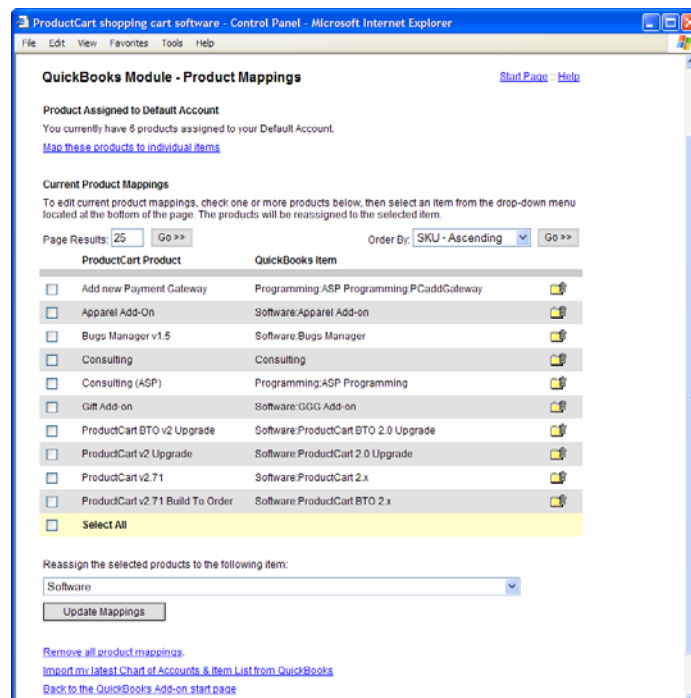 ProductCart shopping cart software - Control Panel - Microsoft Internet Explorer
File Edit View Favorites Tools Help
QuickBooks Module - Product Mappings
Start Page :: Help
Product Assigned to Default Account
You currently have 6 products assigned to your Default Account.
Map these products to individual items
Current Product Mappings
To edit current product mappings, check one or more products below, then select an item from the drop-down menu
located at the bottom of the page. The products will be reassigned to the selected item.
Page Results: 25 Go >> Order By: SKU - Ascending Go >>
ProductCart Product QuickBooks Item
Add new Payment Gateway Programming:ASP Programming:PCaddGateway
Apparel Add-On Software:Apparel Add-on
Bugs Manager v1.5 Software:Bugs Manager
Consulting Consulting
Consulting (ASP) Programming:ASP Programming
Gift Add-on Software:GGG Add-on
ProductCart BTO v2 Upgrade Software:ProductCart BTO 2.0 Upgrade
ProductCart v2 Upgrade Software:ProductCart 2.0 Upgrade
ProductCart v2.71 Software:ProductCart 2.x
ProductCart v2.71 Build To Order Software:ProductCart BTO 2.x
Select All
Reassign the selected products to the following item:
Software
Update Mappings
Remove all product mappings.
Import my latest Chart of Accounts & Item List from QuickBooks
Back to the QuickBooks Add-on start page